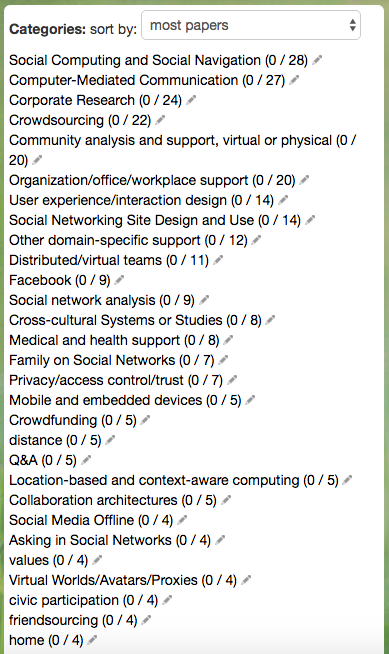 Categories: sort by: most papers
Social Computing and Social Navigation (0 / 28)
Computer-Mediated Communication (0 / 27)
Corporate Research (0 / 24)
Crowdsourcing (0 / 22)
Community analysis and support, virtual or physical (0 /
20)
Organization/office/workplace support (0 / 20)
User experience/interaction design (0 / 14)
Social Networking Site Design and Use (0 / 14)
Other domain-specific support (0 / 12)
Distributed/virtual teams (0 / 11)
Facebook (0 / 9)
Social network analysis (0 / 9)
Cross-cultural Systems or Studies (0 / 8)
Medical and health support (0 / 8)
Family on Social Networks (0 / 7)
Privacy/access control/trust (0 / 7)
Mobile and embedded devices (0 / 5)
Crowdfunding (0 / 5)
distance (0 / 5)
Q&A (0 / 5)
Location-based and context-aware computing (0 / 5)
Collaboration architectures (0 / 5)
Social Media Offline (0 / 4)
Asking in Social Networks (0 / 4)
values (0 / 4)
Virtual Worlds/Avatars/Proxies (0 / 4)
civic participation (0 / 4)
friendsourcing (0 / 4)
home (0 / 4)